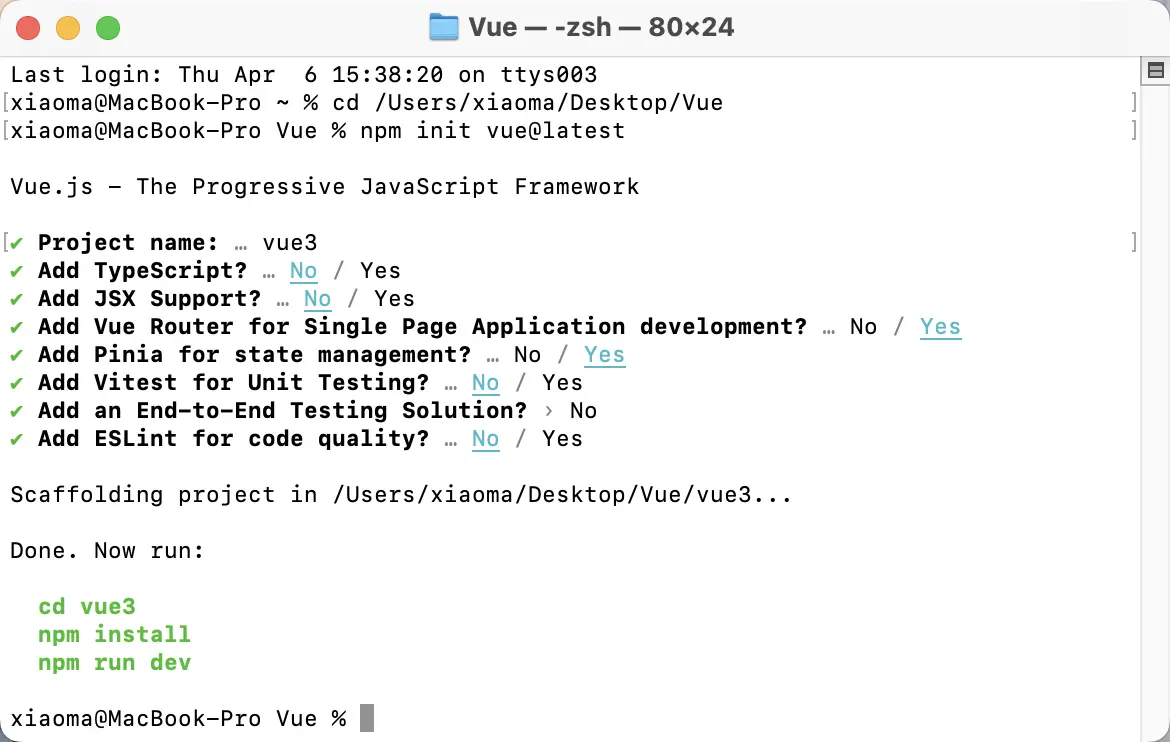 Vue — -zsh — 80×24
Last login: Thu Apr  6 15:38:20 on ttys003
[xiaoma@MacBook-Pro ~ % cd /Users/xiaoma/Desktop/Vue ]
[xiaoma@MacBook-Pro Vue % npm init vue@latest ]
Vue.js - The Progressive JavaScript Framework
[✔ Project name: … vue3 ]
✔ Add TypeScript? … No / Yes
✔ Add JSX Support? … No / Yes
✔ Add Vue Router for Single Page Application development? … No / Yes
✔ Add Pinia for state management? … No / Yes
✔ Add Vitest for Unit Testing? … No / Yes
✔ Add an End-to-End Testing Solution? › No
✔ Add ESLint for code quality? … No / Yes
Scaffolding project in /Users/xiaoma/Desktop/Vue/vue3...
Done. Now run:
cd vue3
npm install
npm run dev
xiaoma@MacBook-Pro Vue %